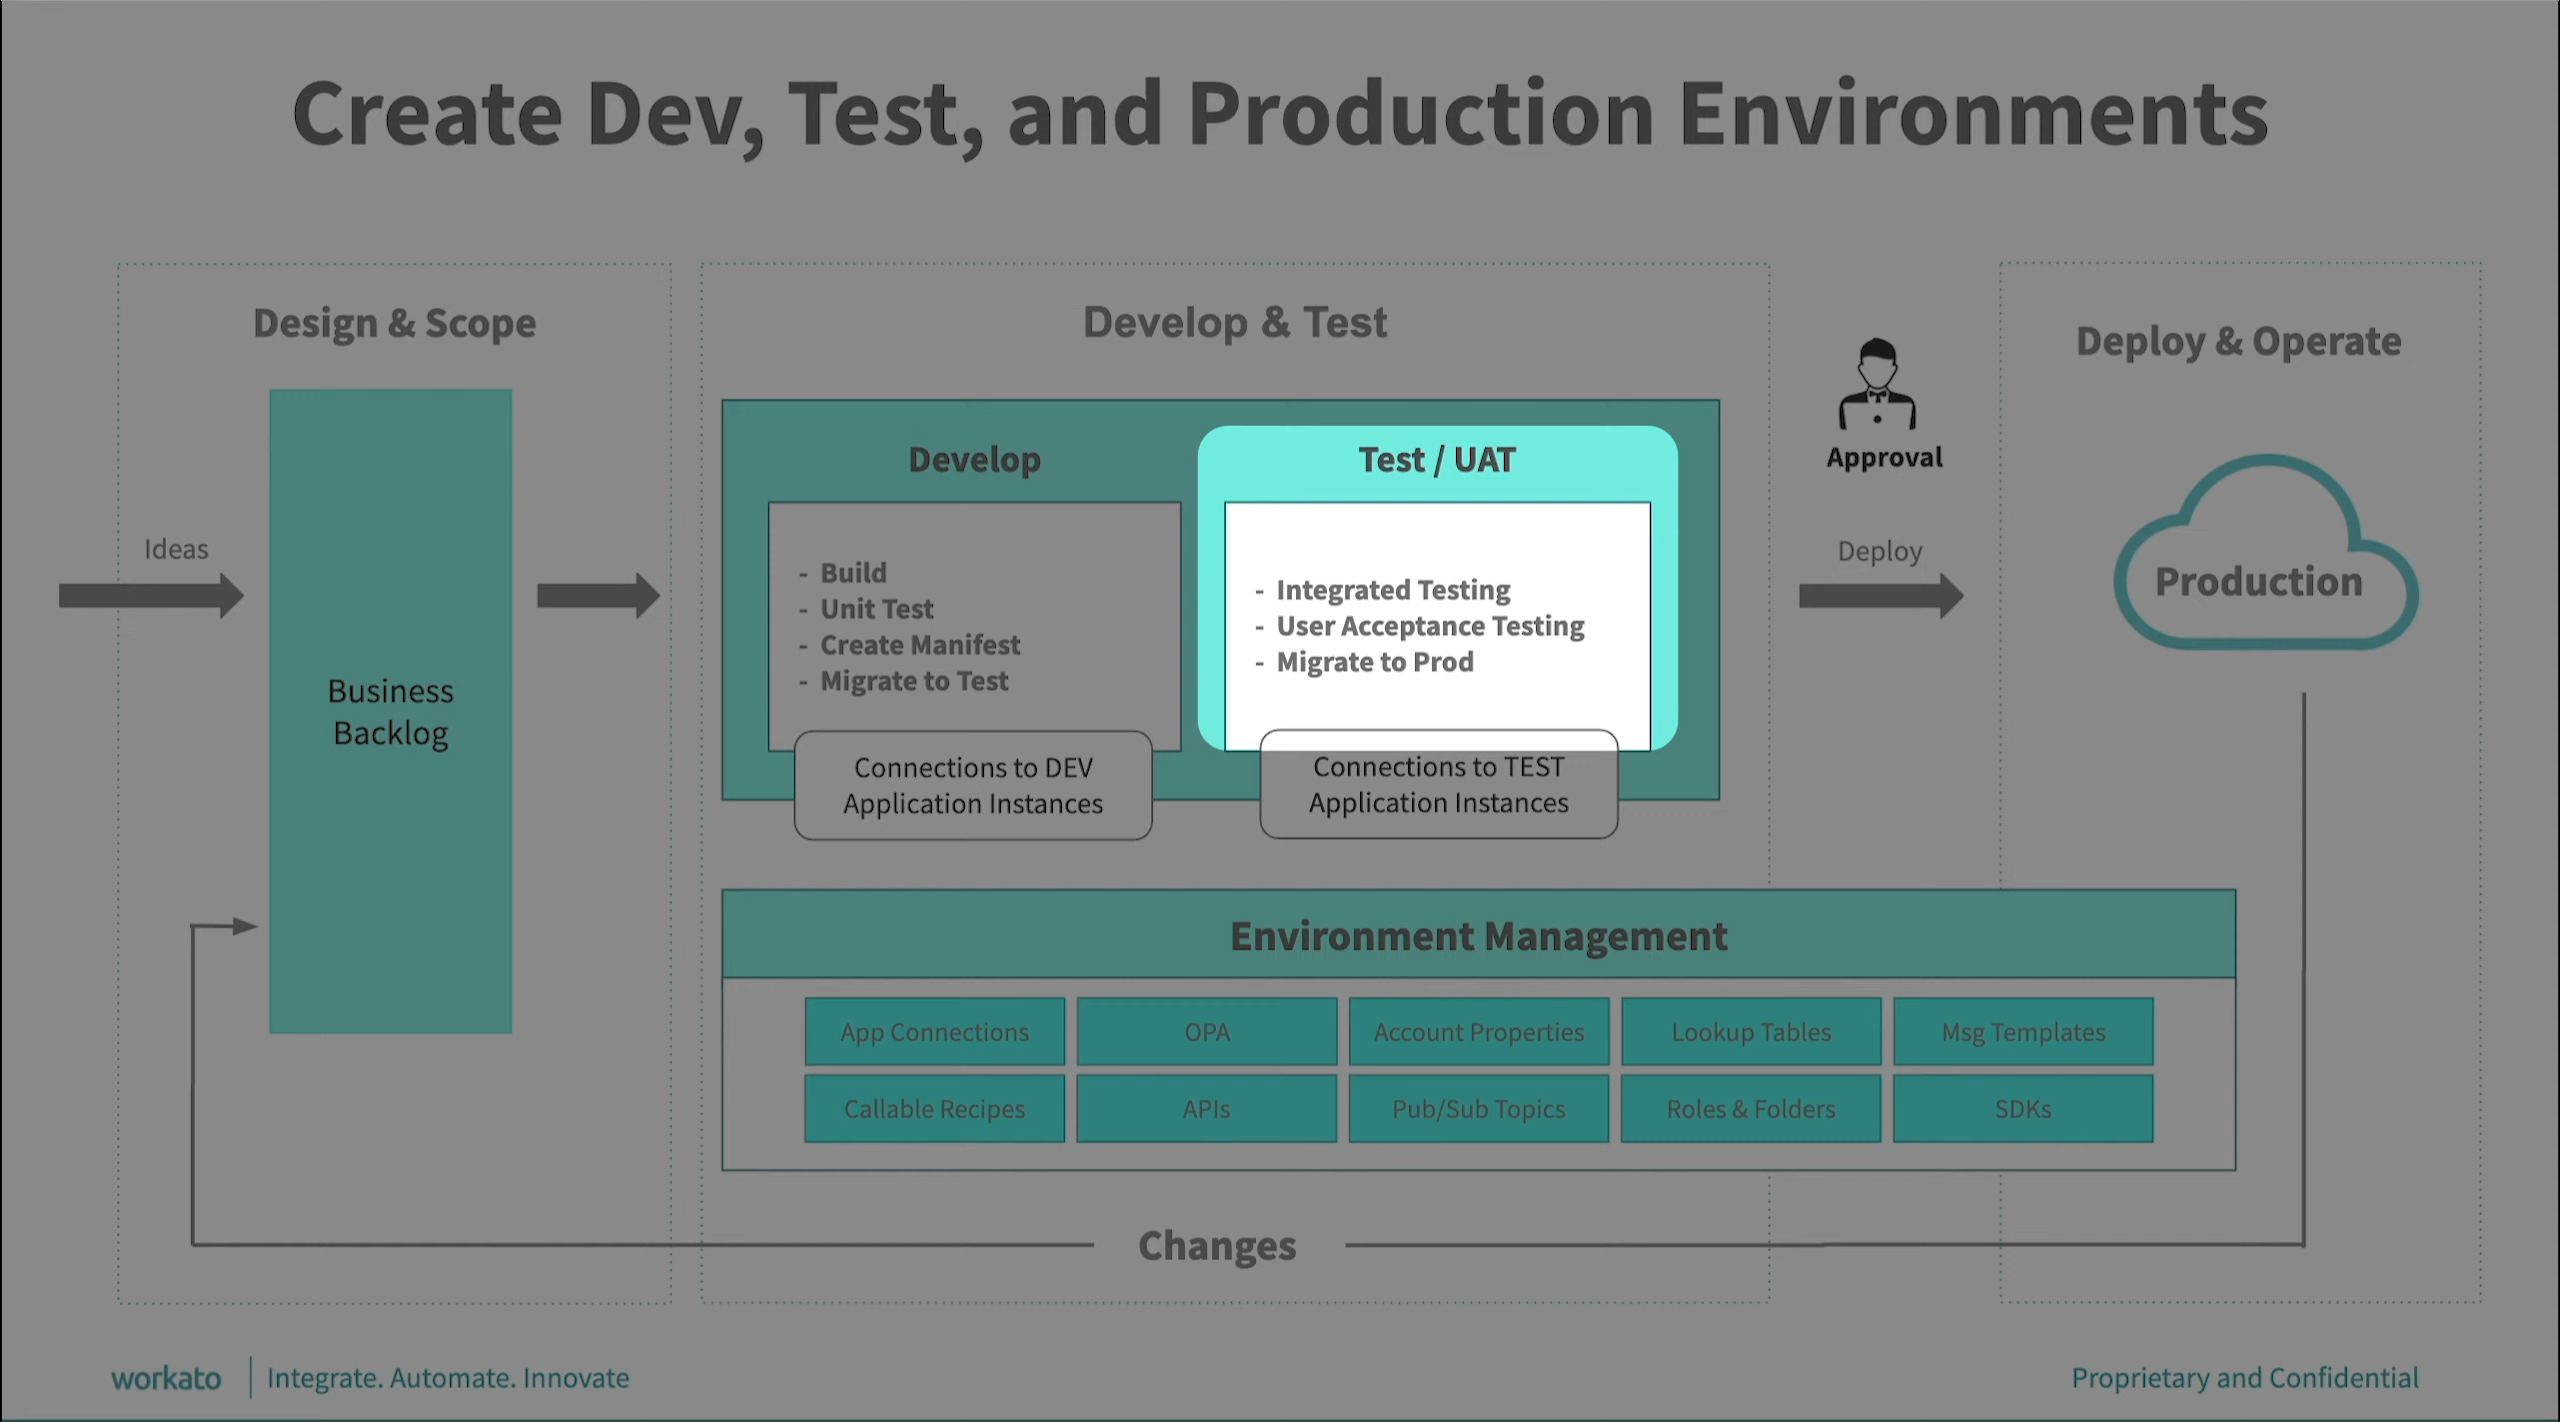 Create Dev, Test, and Production Environments
Design & Scope
Ideas
Business
Backlog
Develop & Test
Develop
- Build
- Unit Test
- Create Manifest
- Migrate to Test
Connections to DEV
Application Instances
Test / UAT
- Integrated Testing
- User Acceptance Testing
- Migrate to Prod
Connections to TEST
Application Instances
Approval
Deploy
Deploy & Operate
Production
Environment Management
App Connections
OPA
Account Properties
Lookup Tables
Msg Templates
Callable Recipes
APIs
Pub/Sub Topics
Roles & Folders
SDKs
Changes
workato
Integrate. Automate. Innovate
Proprietary and Confidential